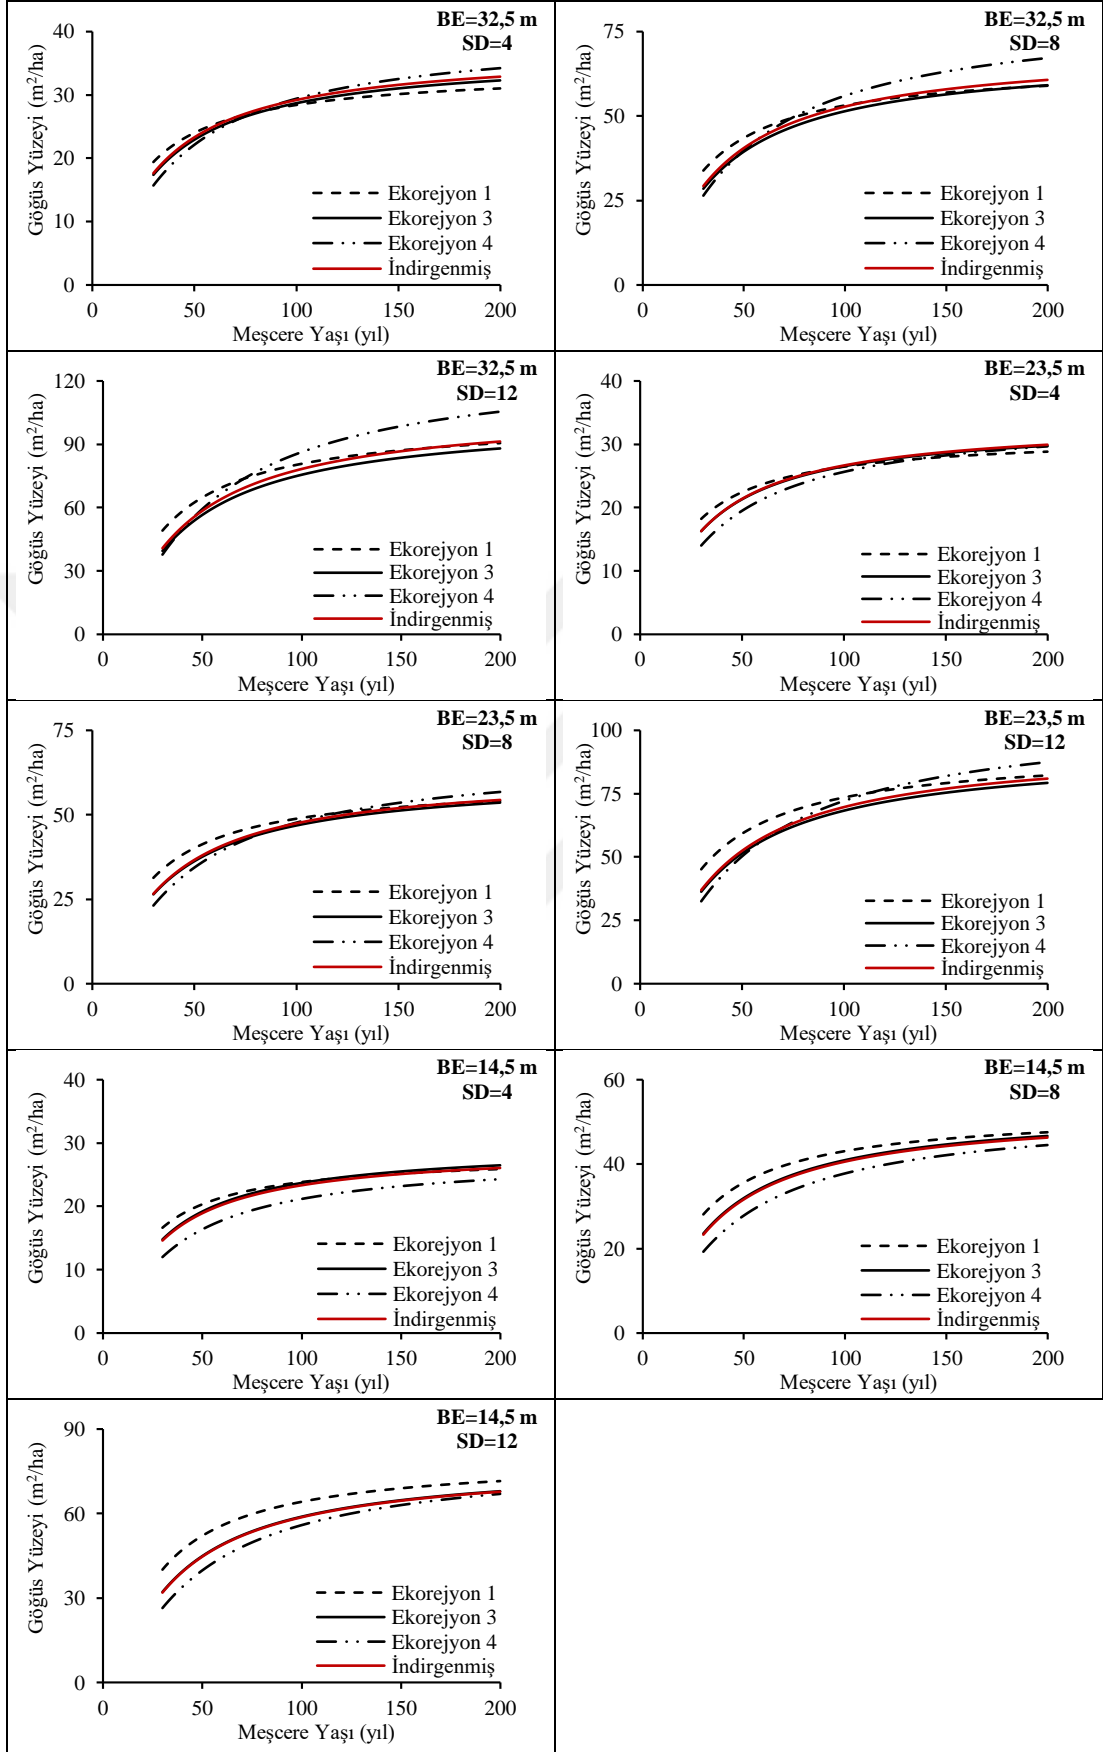 BE=32,5 m
SD=4
Göğüs Yüzeyi (m²/ha)
40
30
20
10
0
Ekorejyon 1
Ekorejyon 3
Ekorejyon 4
İndirgenmiş
0 50 100 150 200
Meşcere Yaşı (yıl)
BE=32,5 m
SD=8
Göğüs Yüzeyi (m²/ha)
75
50
25
0
Ekorejyon 1
Ekorejyon 3
Ekorejyon 4
İndirgenmiş
0 50 100 150 200
Meşcere Yaşı (yıl)
BE=32,5 m
SD=12
Göğüs Yüzeyi (m²/ha)
120
90
60
30
0
Ekorejyon 1
Ekorejyon 3
Ekorejyon 4
İndirgenmiş
0 50 100 150 200
Meşcere Yaşı (yıl)
BE=23,5 m
SD=4
Göğüs Yüzeyi (m²/ha)
40
30
20
10
0
Ekorejyon 1
Ekorejyon 3
Ekorejyon 4
İndirgenmiş
0 50 100 150 200
Meşcere Yaşı (yıl)
BE=23,5 m
SD=8
Göğüs Yüzeyi (m²/ha)
75
50
25
0
Ekorejyon 1
Ekorejyon 3
Ekorejyon 4
İndirgenmiş
0 50 100 150 200
Meşcere Yaşı (yıl)
BE=23,5 m
SD=12
Göğüs Yüzeyi (m²/ha)
100
75
50
25
0
Ekorejyon 1
Ekorejyon 3
Ekorejyon 4
İndirgenmiş
0 50 100 150 200
Meşcere Yaşı (yıl)
BE=14,5 m
SD=4
Göğüs Yüzeyi (m²/ha)
40
30
20
10
0
Ekorejyon 1
Ekorejyon 3
Ekorejyon 4
İndirgenmiş
0 50 100 150 200
Meşcere Yaşı (yıl)
BE=14,5 m
SD=8
Göğüs Yüzeyi (m²/ha)
60
40
20
0
Ekorejyon 1
Ekorejyon 3
Ekorejyon 4
İndirgenmiş
0 50 100 150 200
Meşcere Yaşı (yıl)
BE=14,5 m
SD=12
Göğüs Yüzeyi (m²/ha)
90
60
30
0
Ekorejyon 1
Ekorejyon 3
Ekorejyon 4
İndirgenmiş
0 50 100 150 200
Meşcere Yaşı (yıl)